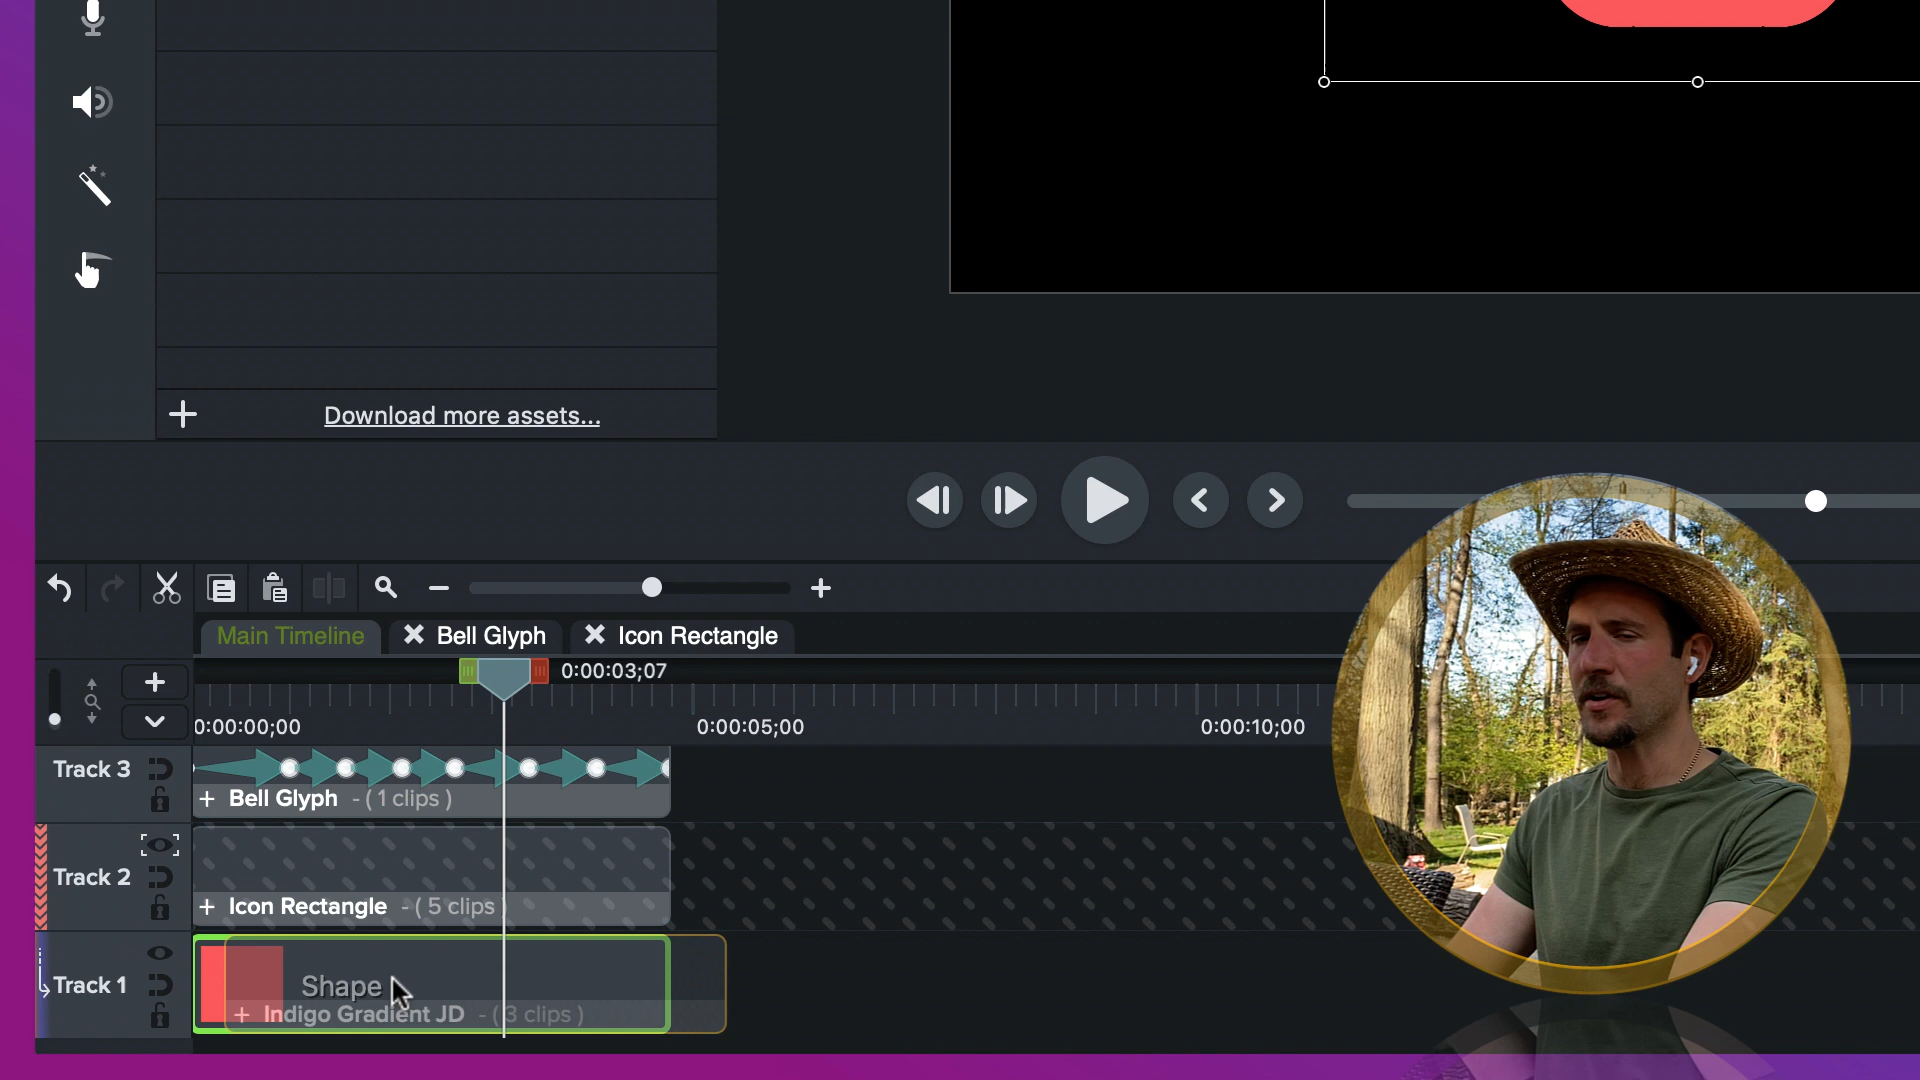 Download more assets...
Main Timeline
Bell Glyph
Icon Rectangle
0:00:03;07
0:00:00;00
0:00:05;00
0:00:10;00
Track 3
+ Bell Glyph - ( 1 clips )
Track 2
+ Icon Rectangle - ( 5 clips )
Track 1
Shape
+ Indigo Gradient JD - ( 3 clips )